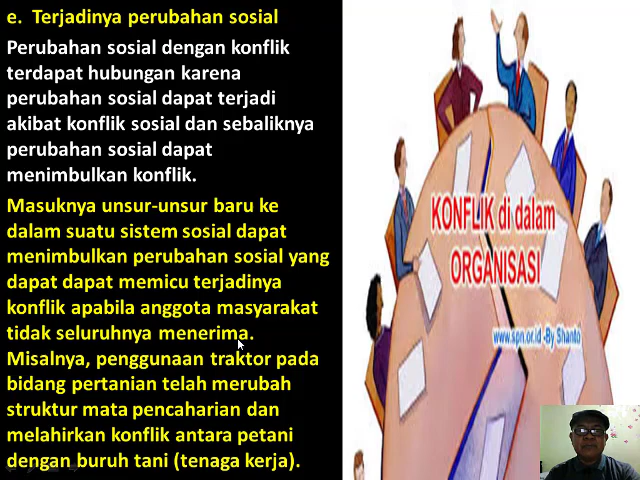 e. Terjadinya perubahan sosial
Perubahan sosial dengan konflik
terdapat hubungan karena
perubahan sosial dapat terjadi
akibat konflik sosial dan sebaliknya
perubahan sosial dapat
menimbulkan konflik.
Masuknya unsur-unsur baru ke
dalam suatu sistem sosial dapat
menimbulkan perubahan sosial yang
dapat dapat memicu terjadinya
konflik apabila anggota masyarakat
tidak seluruhnya menerima.
Misalnya, penggunaan traktor pada
bidang pertanian telah merubah
struktur mata pencaharian dan
melahirkan konflik antara petani
dengan buruh tani (tenaga kerja).
KONFLIK di dalam
ORGANISASI
www.spn.or.id -By Shanto